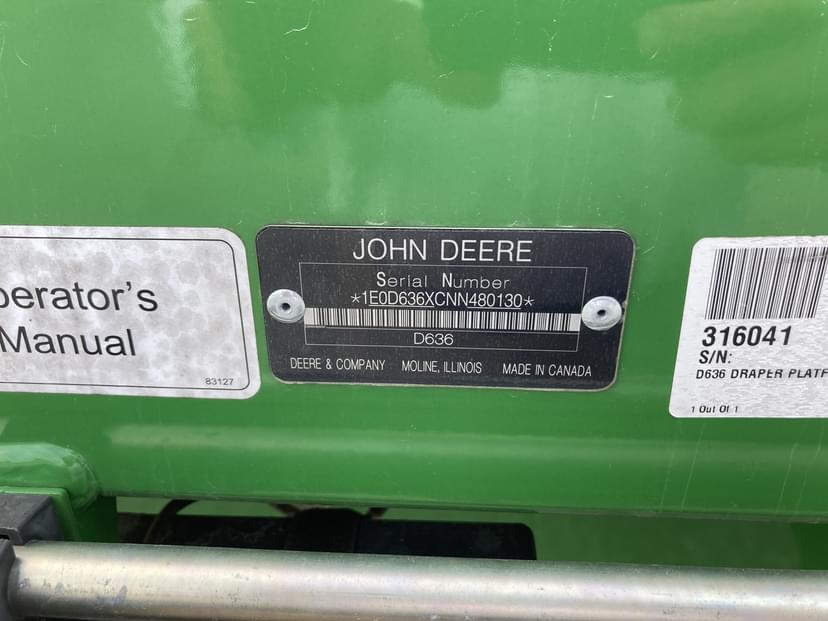 perator's
Manual
83127
JOHN DEERE
Serial Number
*1E0D636XCNN480130*
D636
DEERE & COMPANY MOLINE, ILLINOIS MADE IN CANADA
316041
S/N:
D636 DRAPER PLATF
1 Out Of 1